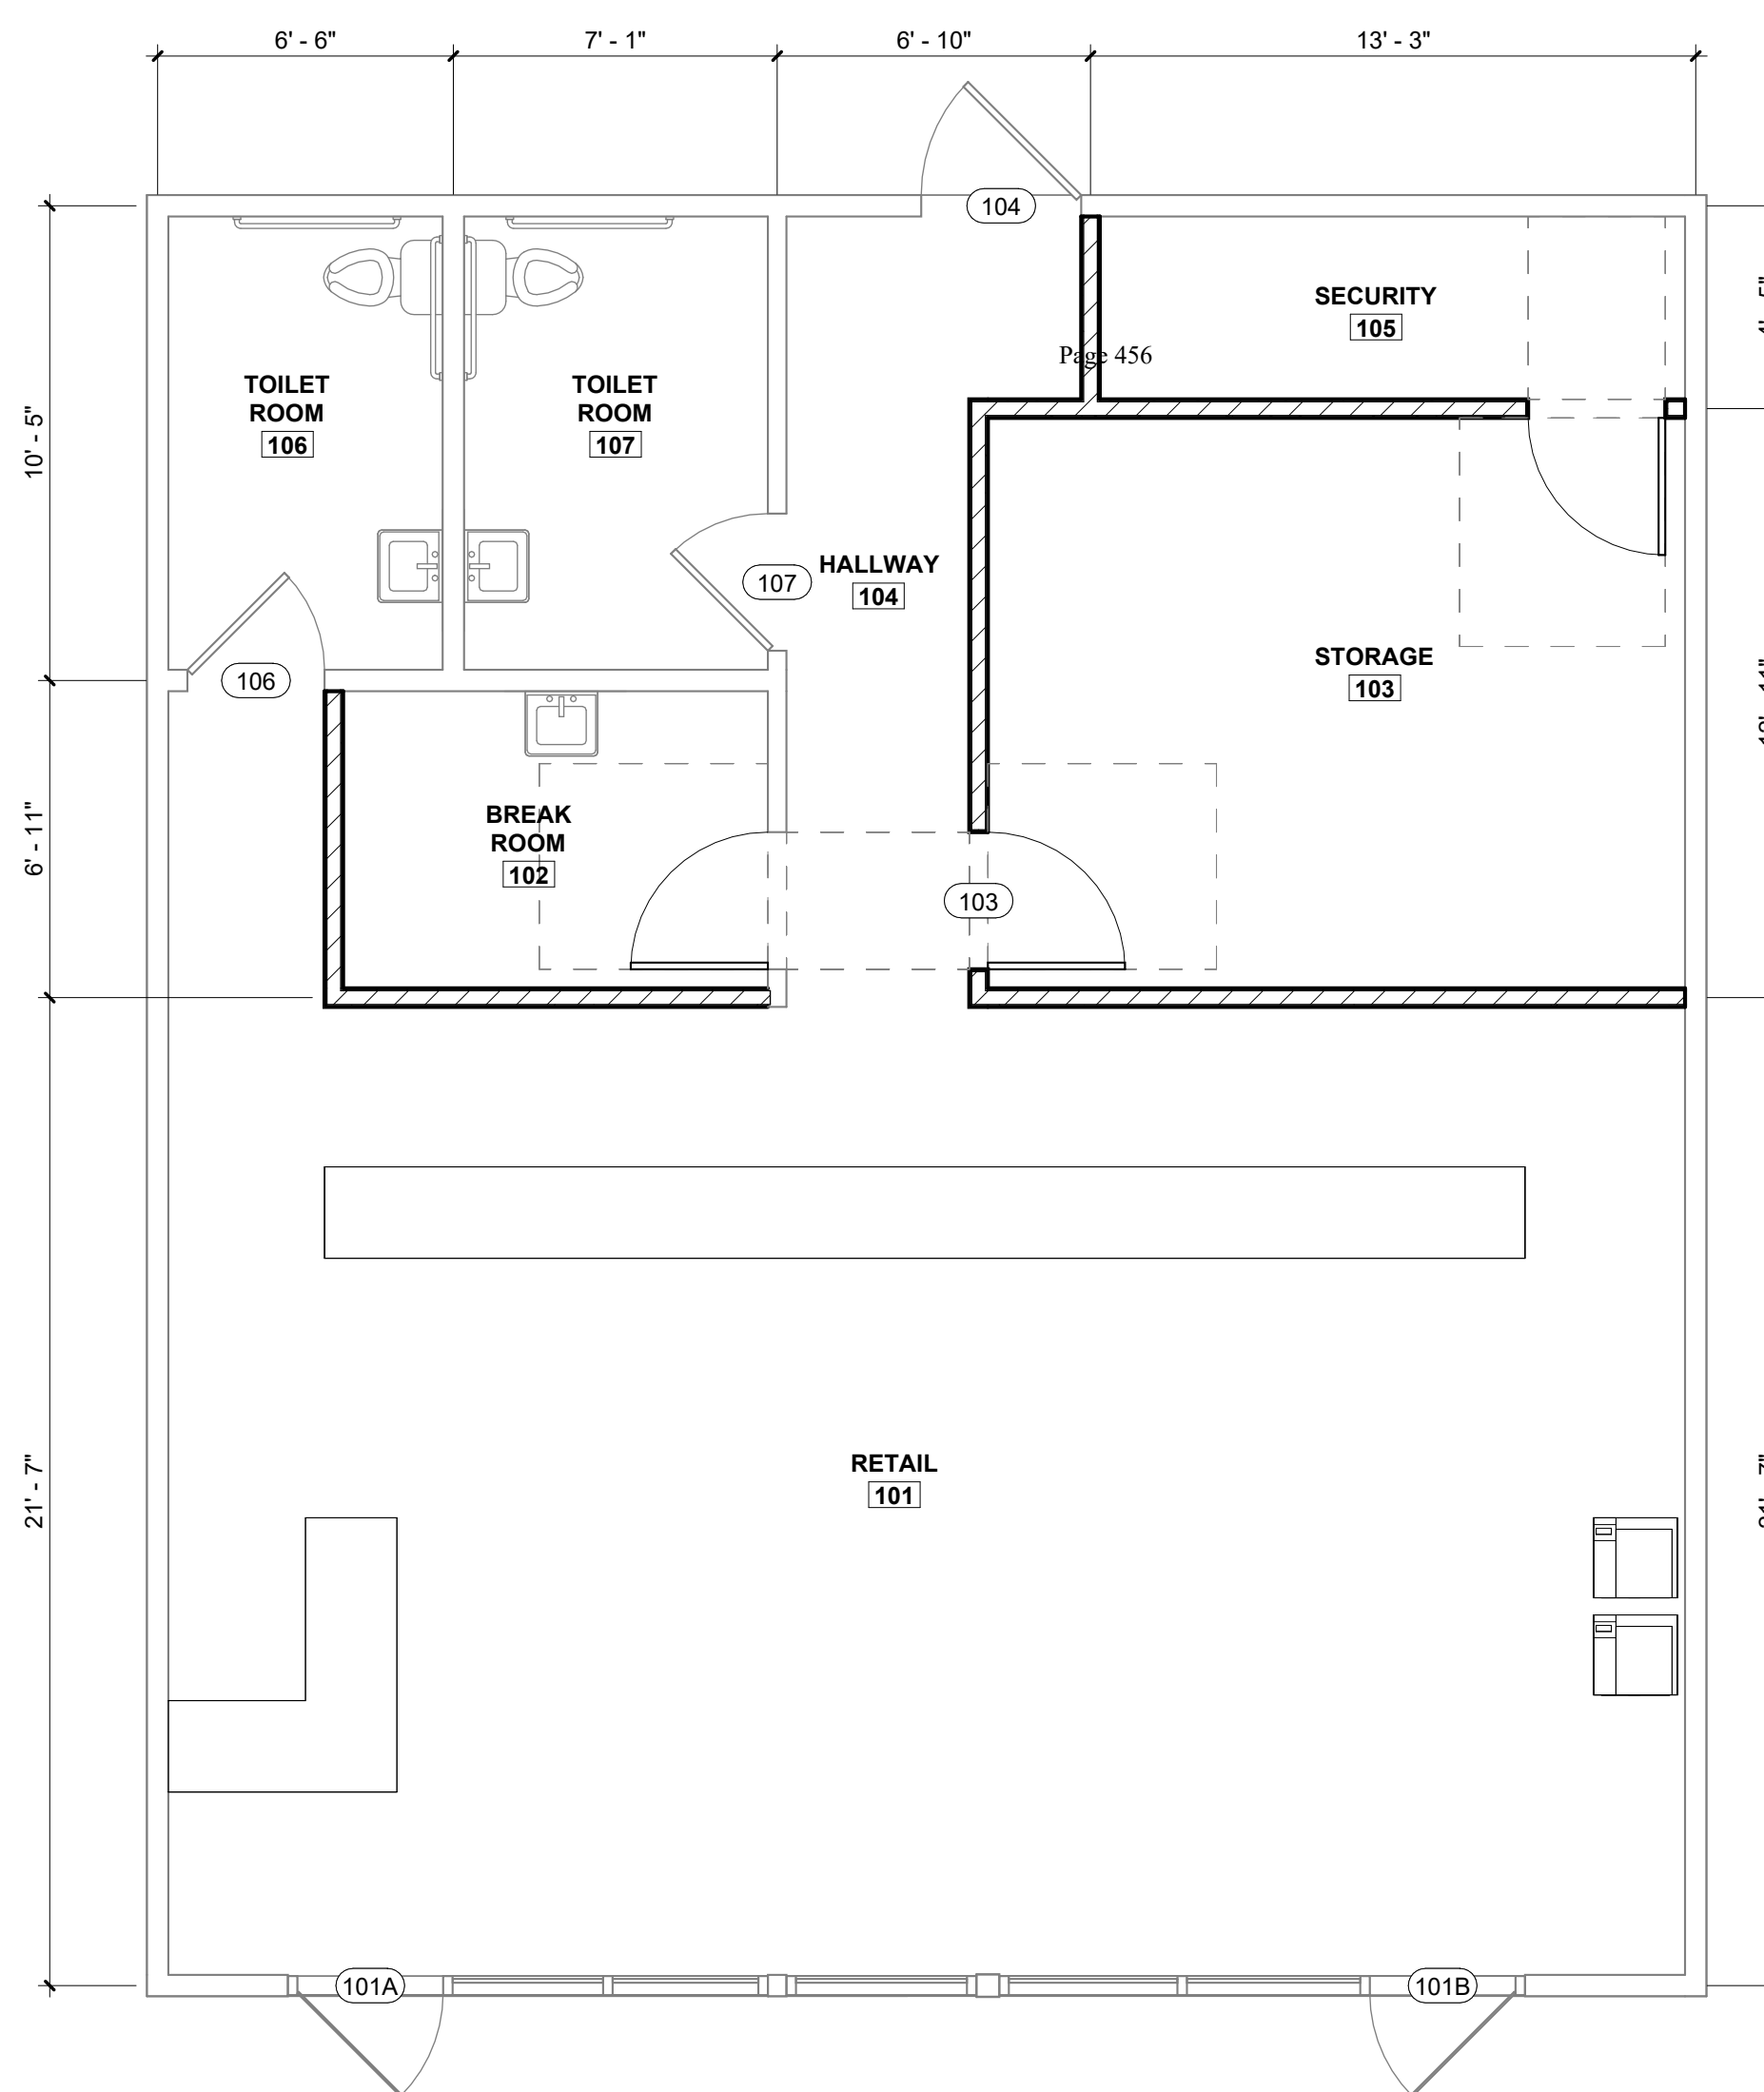 6' - 6"
7' - 1"
6' - 10"
13' - 3"
104
SECURITY
105
Page 456
TOILET
ROOM
106
TOILET
ROOM
107
10' - 5"
107
HALLWAY
104
STORAGE
103
106
BREAK
ROOM
102
6' - 11"
103
RETAIL
101
21' - 7"
101A
101B